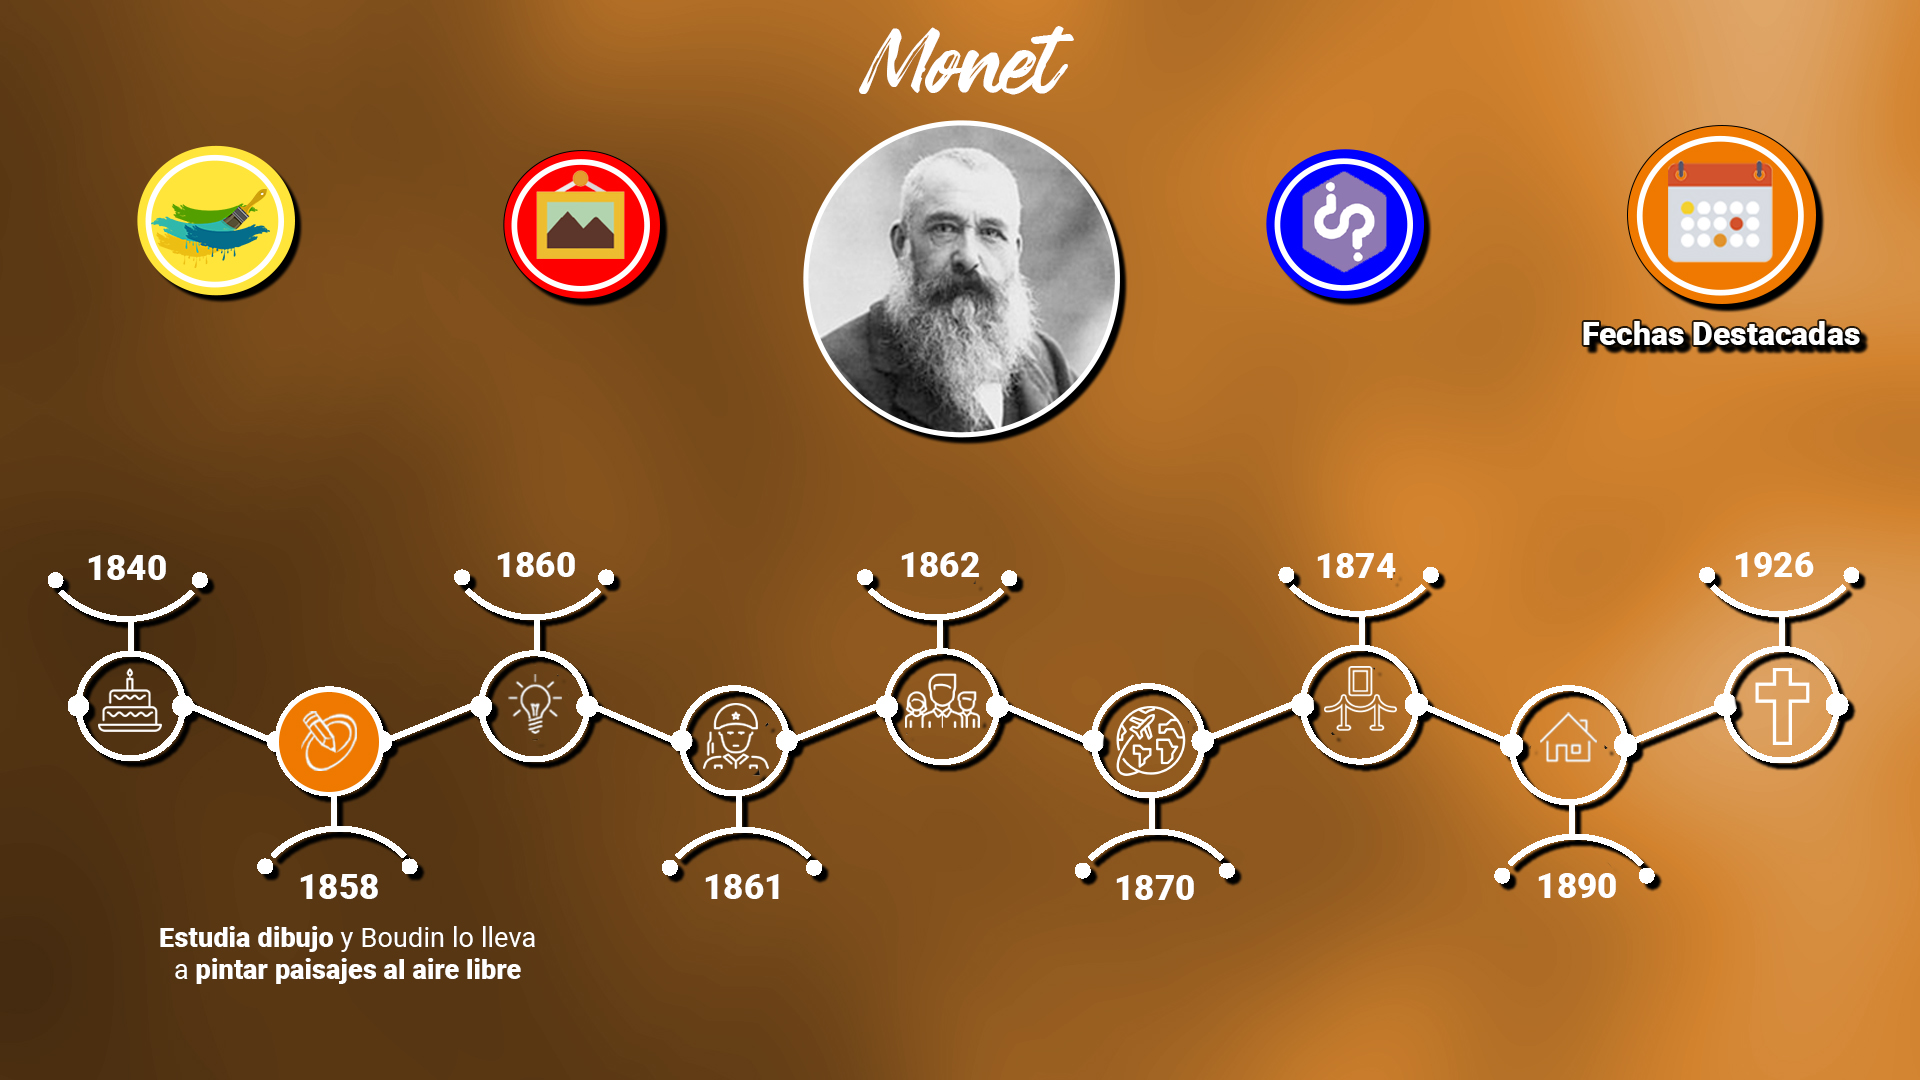 Monet
Fechas Destacadas
1840
1860
1862
1874
1926
1858
1861
1870
1890
Estudia dibujo y Boudin lo lleva
a pintar paisajes al aire libre